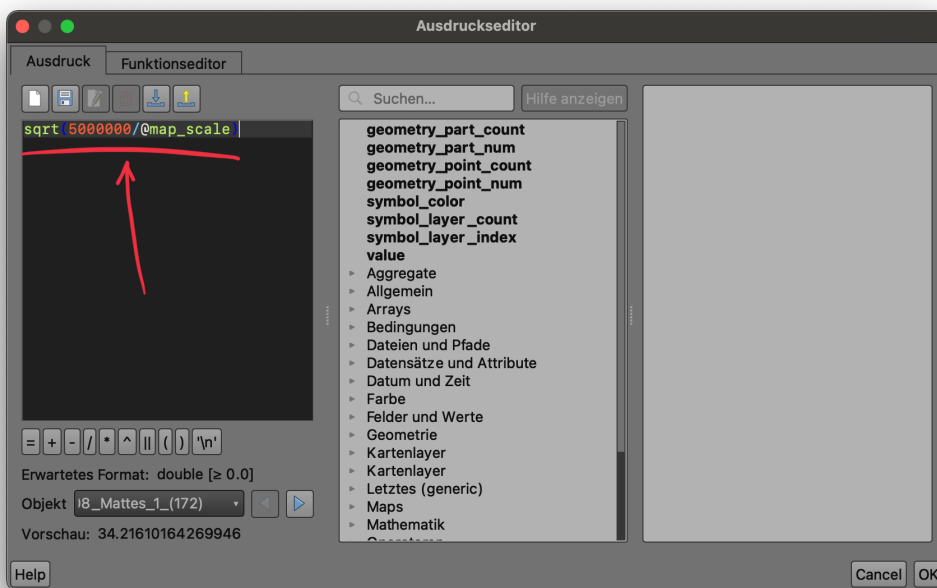 Ausdruckseditor
Ausdruck
Funktionseditor
Suchen...
Hilfe anzeigen
sqrt(5000000/@map_scale)
geometry_part_count
geometry_part_num
geometry_point_count
geometry_point_num
symbol_color
symbol_layer_count
symbol_layer_index
value
Aggregate
Allgemein
Arrays
Bedingungen
Dateien und Pfade
Datensätze und Attribute
Datum und Zeit
Farbe
Felder und Werte
Geometrie
Kartenlayer
Kartenlayer
Letztes (generic)
Maps
Mathematik
= + - / * ^ || ( ) '\n'
Erwartetes Format: double [≥ 0.0]
Objekt 8_Mattes_1_(172)
Vorschau: 34.21610164269946
Help
Cancel
OK